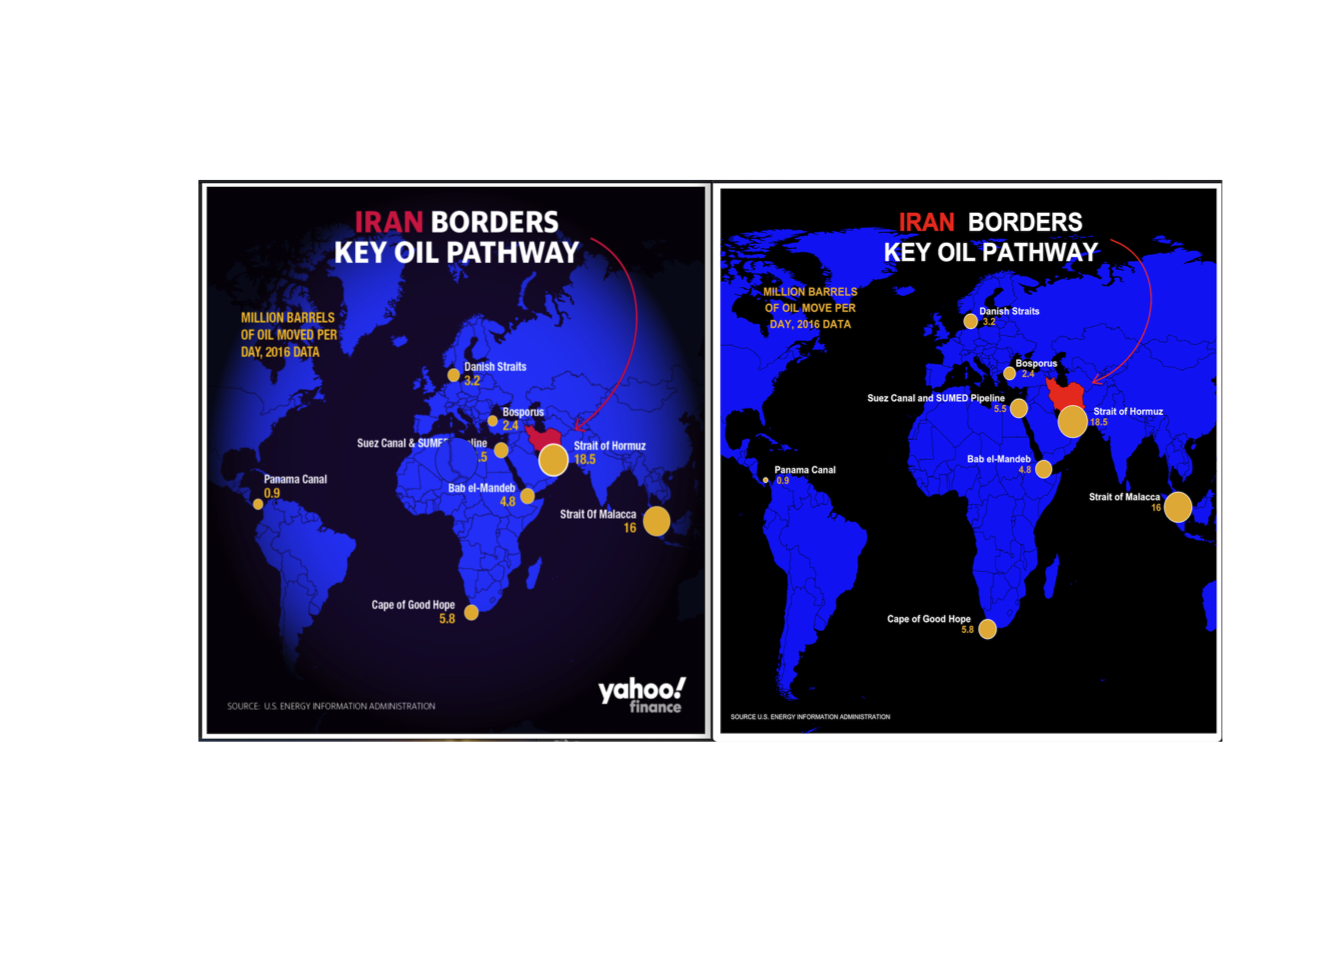 IRAN BORDERS
KEY OIL PATHWAY
MILLION BARRELS
OF OIL MOVED PER
DAY, 2016 DATA
Danish Straits
3.2
Bosporus
2.4
Suez Canal & SUMED
.5
Strait of Hormuz
18.5
Panama Canal
0.9
Bab el-Mandeb
4.8
Strait Of Malacca
16
Cape of Good Hope
5.8
yahoo!
finance
SOURCE: U.S. ENERGY INFORMATION ADMINISTRATION
IRAN BORDERS
KEY OIL PATHWAY
MILLION BARRELS
OF OIL MOVE PER
DAY, 2016 DATA
Danish Straits
3.2
Bosporus
2.4
Suez Canal and SUMED Pipeline
5.5
Strait of Hormuz
18.5
Bab el-Mandeb
4.8
Panama Canal
0.9
Strait of Malacca
16
Cape of Good Hope
5.8
SOURCE U.S. ENERGY INFORMATION ADMINISTRATION